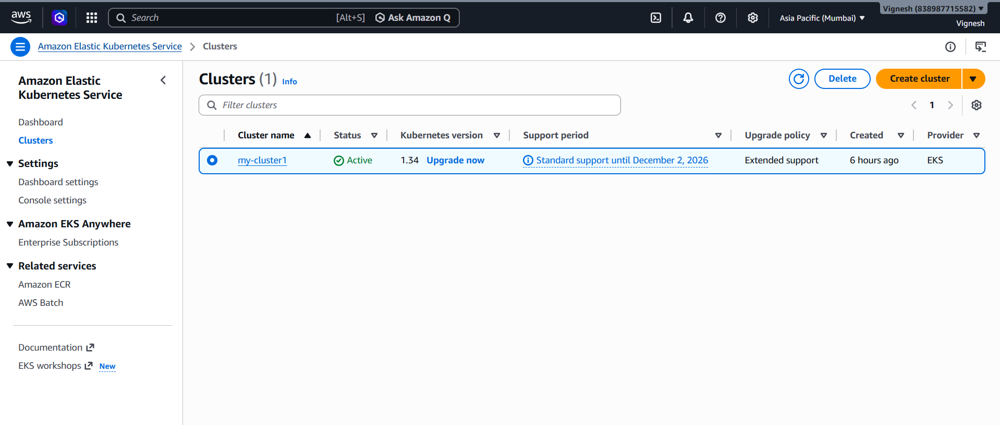 aws
Search [Alt+S] Ask Amazon Q
Asia Pacific (Mumbai)
Vignesh (838987715582)
Vignesh
Amazon Elastic Kubernetes Service Clusters
Amazon Elastic
Kubernetes Service
Dashboard
Clusters
Settings
Dashboard settings
Console settings
Amazon EKS Anywhere
Enterprise Subscriptions
Related services
Amazon ECR
AWS Batch
Documentation
EKS workshops New
Clusters (1) Info
Delete
Create cluster
Filter clusters
1
Cluster name Status Kubernetes version Support period Upgrade policy Created Provider
my-cluster1 Active 1.34 Upgrade now Standard support until December 2, 2026 Extended support 6 hours ago EKS